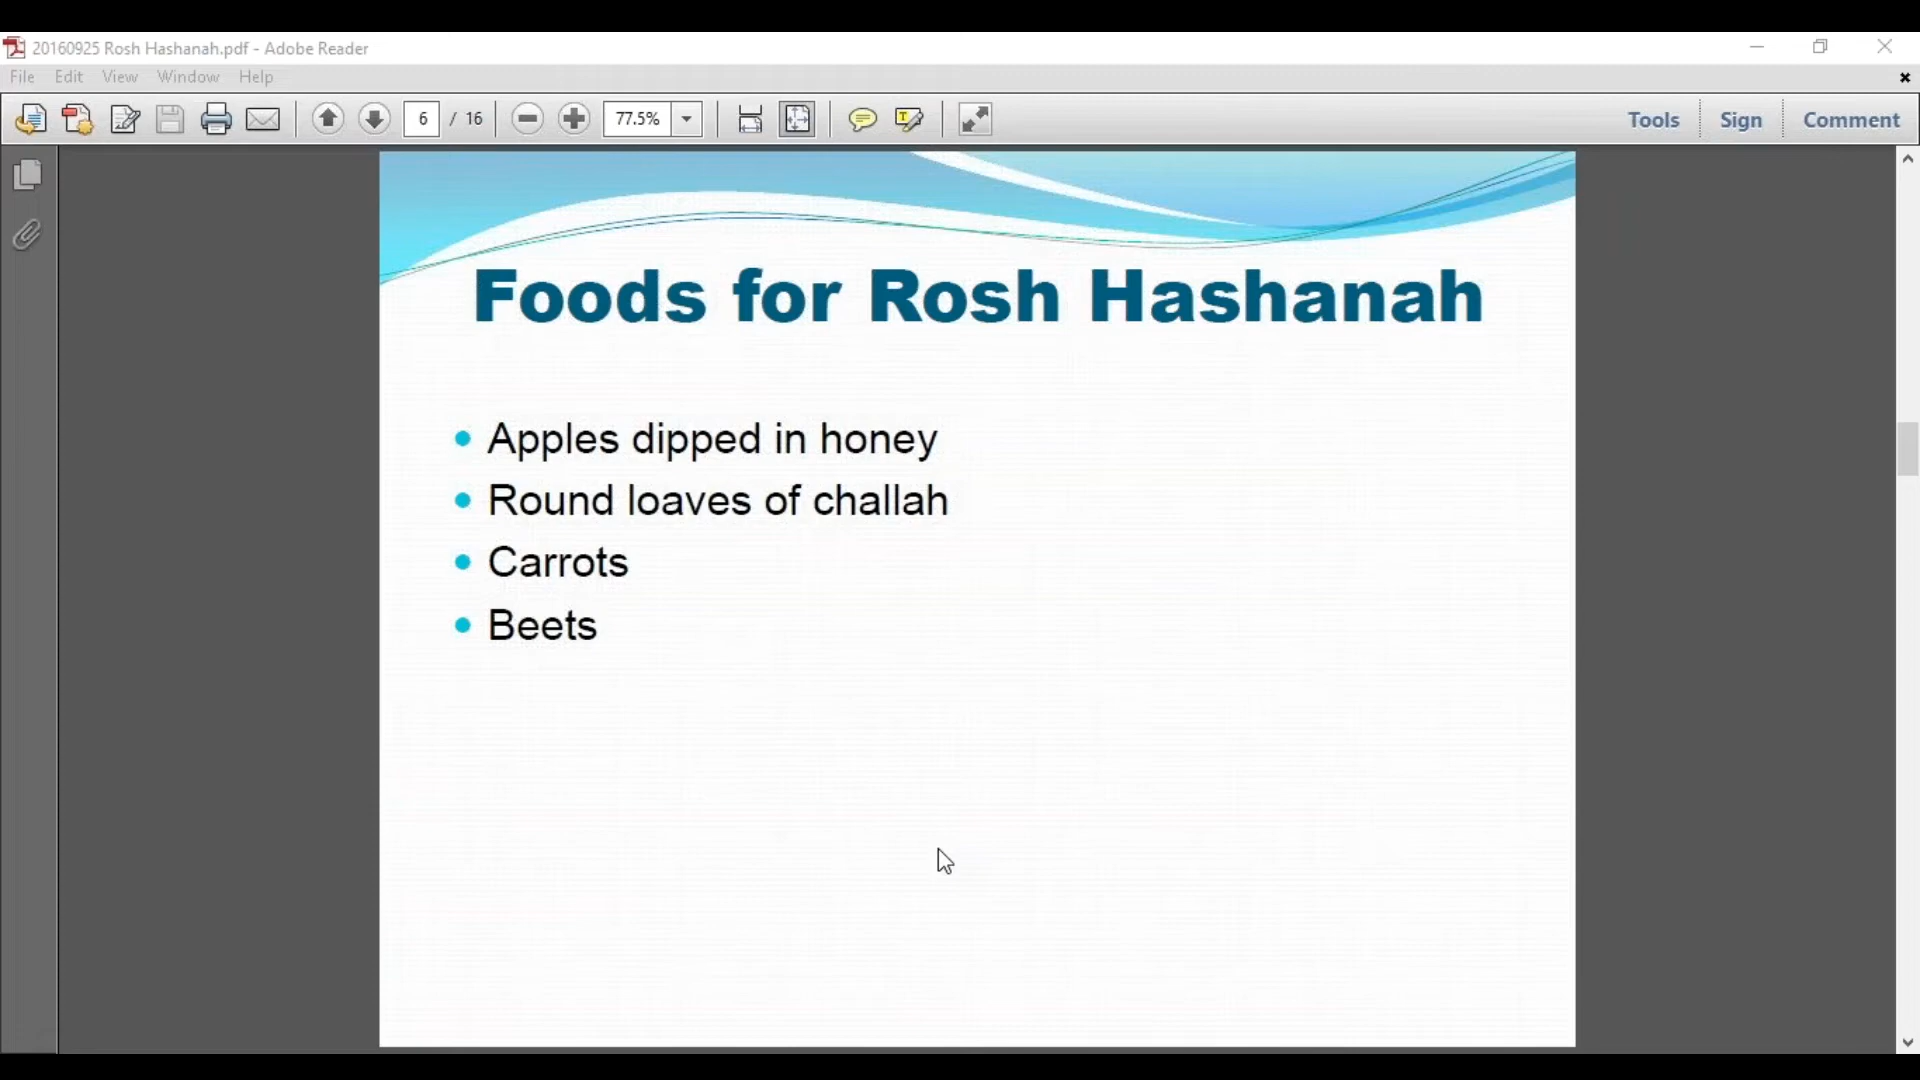 20160925 Rosh Hashanah.pdf - Adobe Reader
File Edit View Window Help
6 / 16 77.5% Tools Sign Comment
Foods for Rosh Hashanah
• Apples dipped in honey
• Round loaves of challah
• Carrots
• Beets